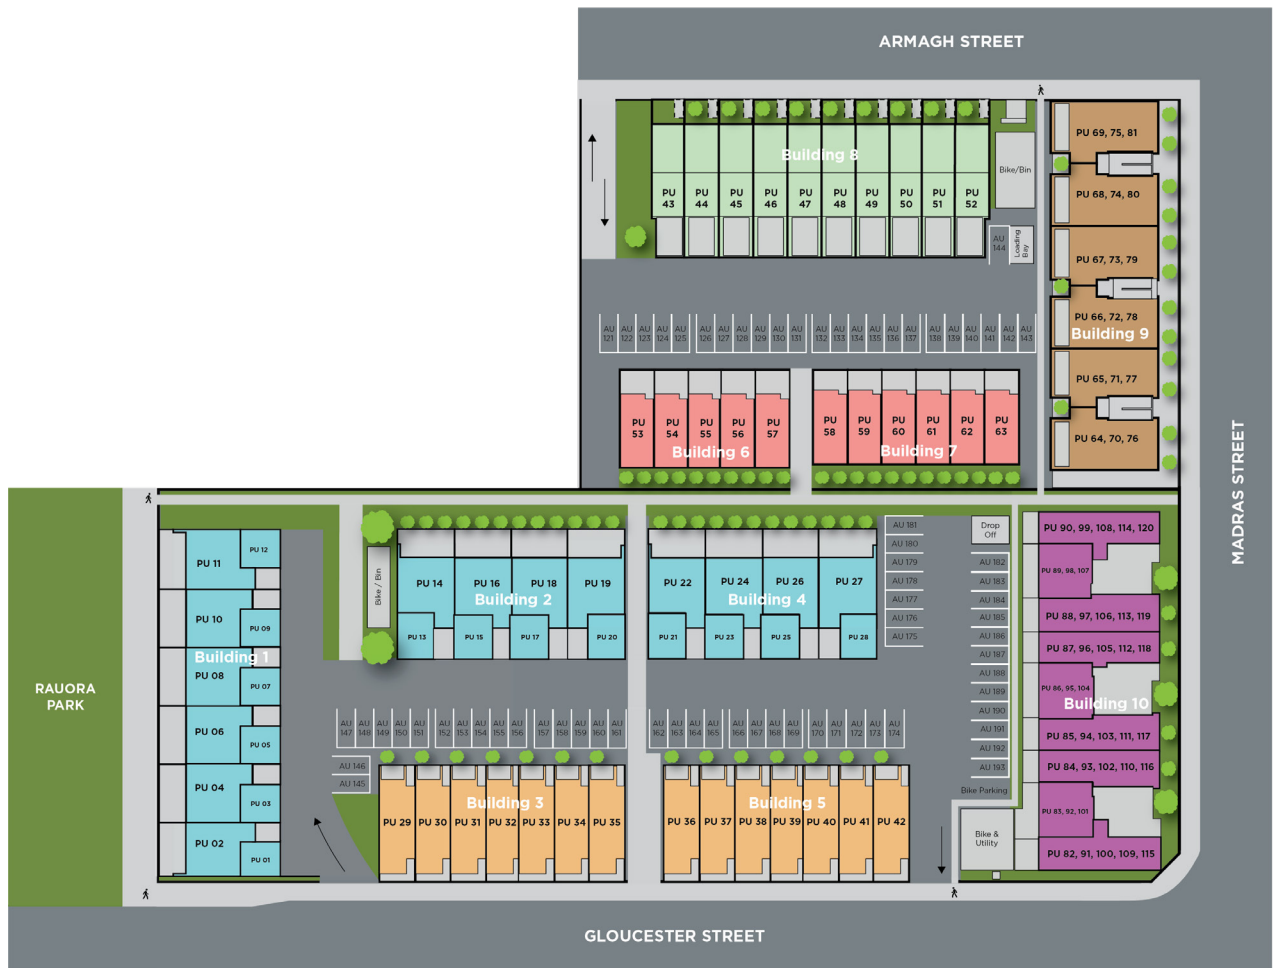 ARMAGH STREET
Building 8
PU 43
PU 44
PU 45
PU 46
PU 47
PU 48
PU 49
PU 50
PU 51
PU 52
Bike/Bin
AU 144
Loading Bay
PU 69, 75, 81
PU 68, 74, 80
PU 67, 73, 79
PU 66, 72, 78
Building 9
PU 65, 71, 77
PU 64, 70, 76
AU 121
AU 122
AU 123
AU 124
AU 125
AU 126
AU 127
AU 128
AU 129
AU 130
AU 131
AU 132
AU 133
AU 134
AU 135
AU 136
AU 137
AU 138
AU 139
AU 140
AU 141
AU 142
AU 143
PU 53
PU 54
PU 55
PU 56
PU 57
Building 6
PU 58
PU 59
PU 60
PU 61
PU 62
PU 63
Building 7
MADRAS STREET
RAUORA
PARK
PU 11
PU 12
PU 10
PU 09
Building 1
PU 08
PU 07
PU 06
PU 05
PU 04
PU 03
PU 02
PU 01
Bike / Bin
PU 14
PU 16
PU 18
PU 19
Building 2
PU 13
PU 15
PU 17
PU 20
PU 22
PU 24
PU 26
PU 27
Building 4
PU 21
PU 23
PU 25
PU 28
AU 181
AU 180
AU 179
AU 178
AU 177
AU 176
AU 175
Drop
Off
AU 182
AU 183
AU 184
AU 185
AU 186
AU 187
AU 188
AU 189
AU 190
AU 191
AU 192
AU 193
Bike Parking
PU 90, 99, 108, 114, 120
PU 89, 98, 107
PU 88, 97, 106, 113, 119
PU 87, 96, 105, 112, 118
PU 86, 95, 104
Building 10
PU 85, 94, 103, 111, 117
PU 84, 93, 102, 110, 116
PU 83, 92, 101
PU 82, 91, 100, 109, 115
AU 147
AU 148
AU 149
AU 150
AU 151
AU 152
AU 153
AU 154
AU 155
AU 156
AU 157
AU 158
AU 159
AU 160
AU 161
AU 162
AU 163
AU 164
AU 165
AU 166
AU 167
AU 168
AU 169
AU 170
AU 171
AU 172
AU 173
AU 174
AU 146
AU 145
Building 3
PU 29
PU 30
PU 31
PU 32
PU 33
PU 34
PU 35
Building 5
PU 36
PU 37
PU 38
PU 39
PU 40
PU 41
PU 42
Bike &
Utility
GLOUCESTER STREET